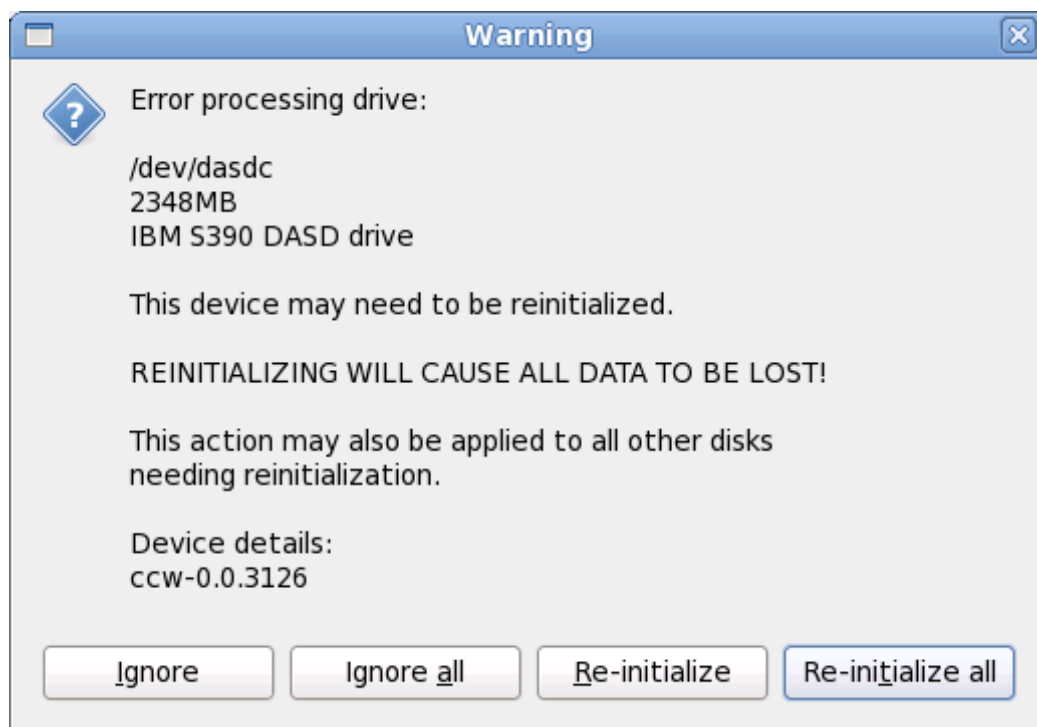 Warning
Error processing drive:
/dev/dasdc
2348MB
IBM S390 DASD drive
This device may need to be reinitialized.
REINITIALIZING WILL CAUSE ALL DATA TO BE LOST!
This action may also be applied to all other disks
needing reinitialization.
Device details:
ccw-0.0.3126
Ignore
Ignore all
Re-initialize
Re-initialize all